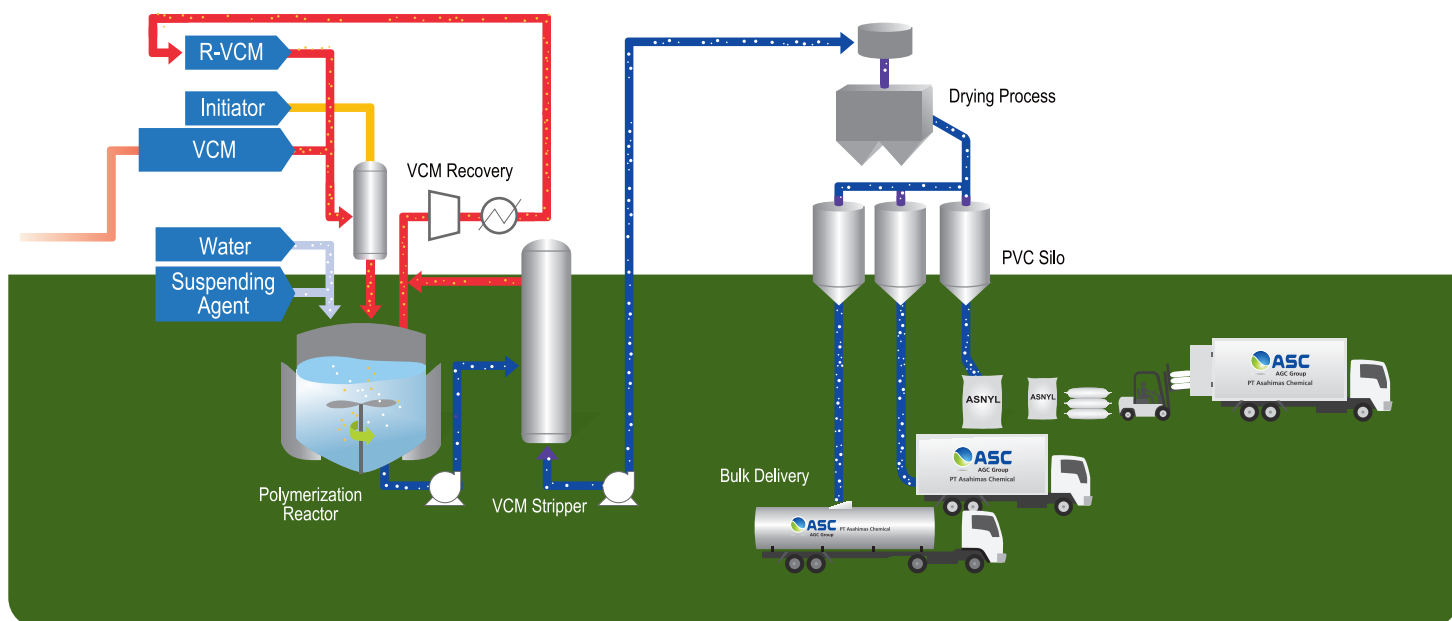 R-VCM
Initiator
VCM
VCM Recovery
Water
Suspending
Agent
Polymerization
Reactor
VCM Stripper
Drying Process
PVC Silo
ASNYL
ASNYL
ASC
AGC Group
PT Asahimas Chemical
ASC
AGC Group
PT Asahimas Chemical
Bulk Delivery
ASC PT Asahimas Chemical
AGC Group